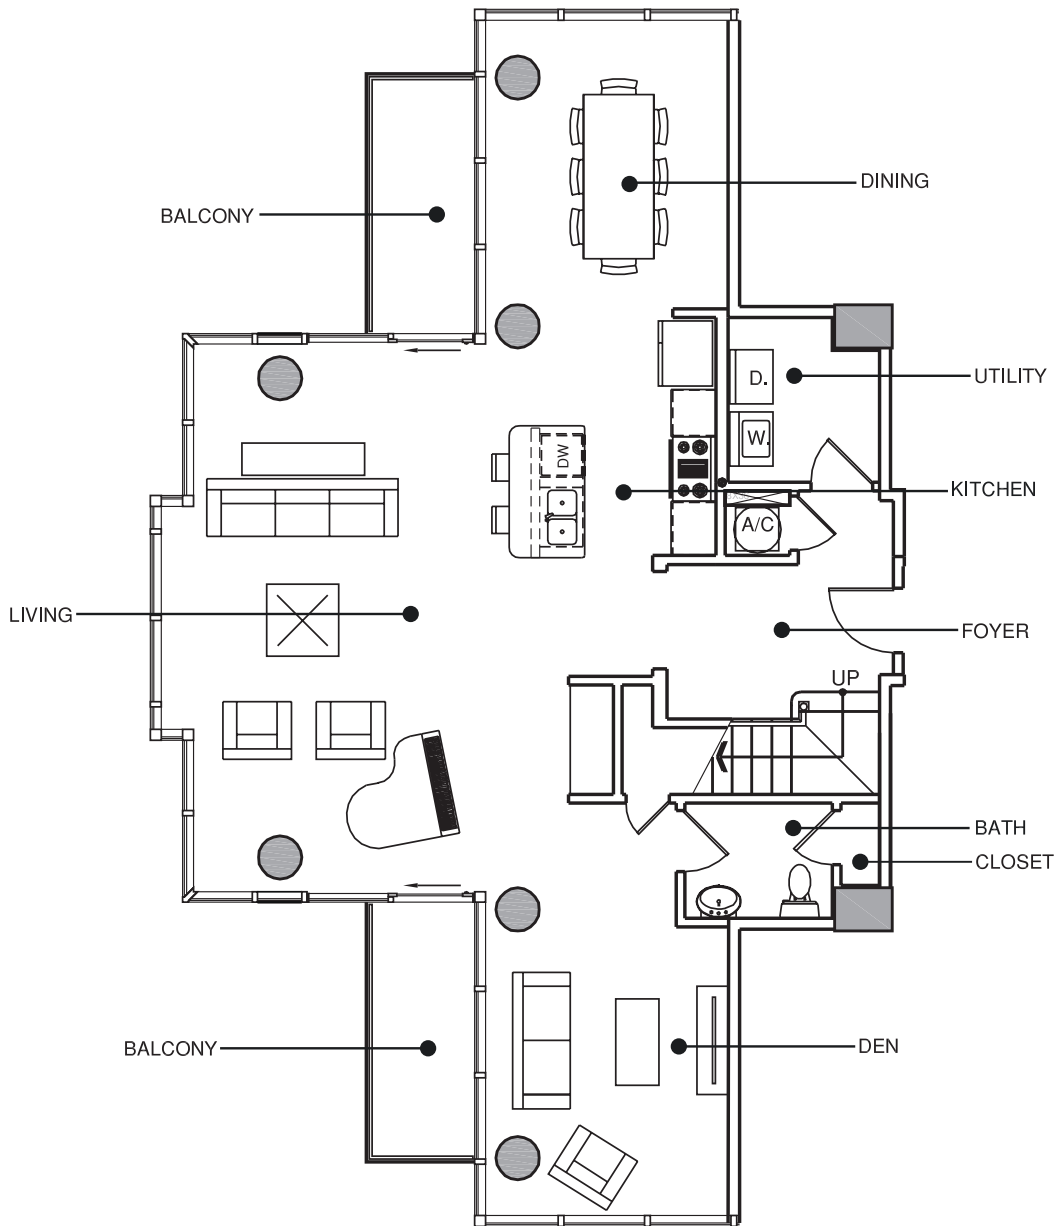 DINING
BALCONY
UTILITY
D.
W.
DW
KITCHEN
A/C
LIVING
FOYER
UP
BATH
CLOSET
BALCONY
DEN